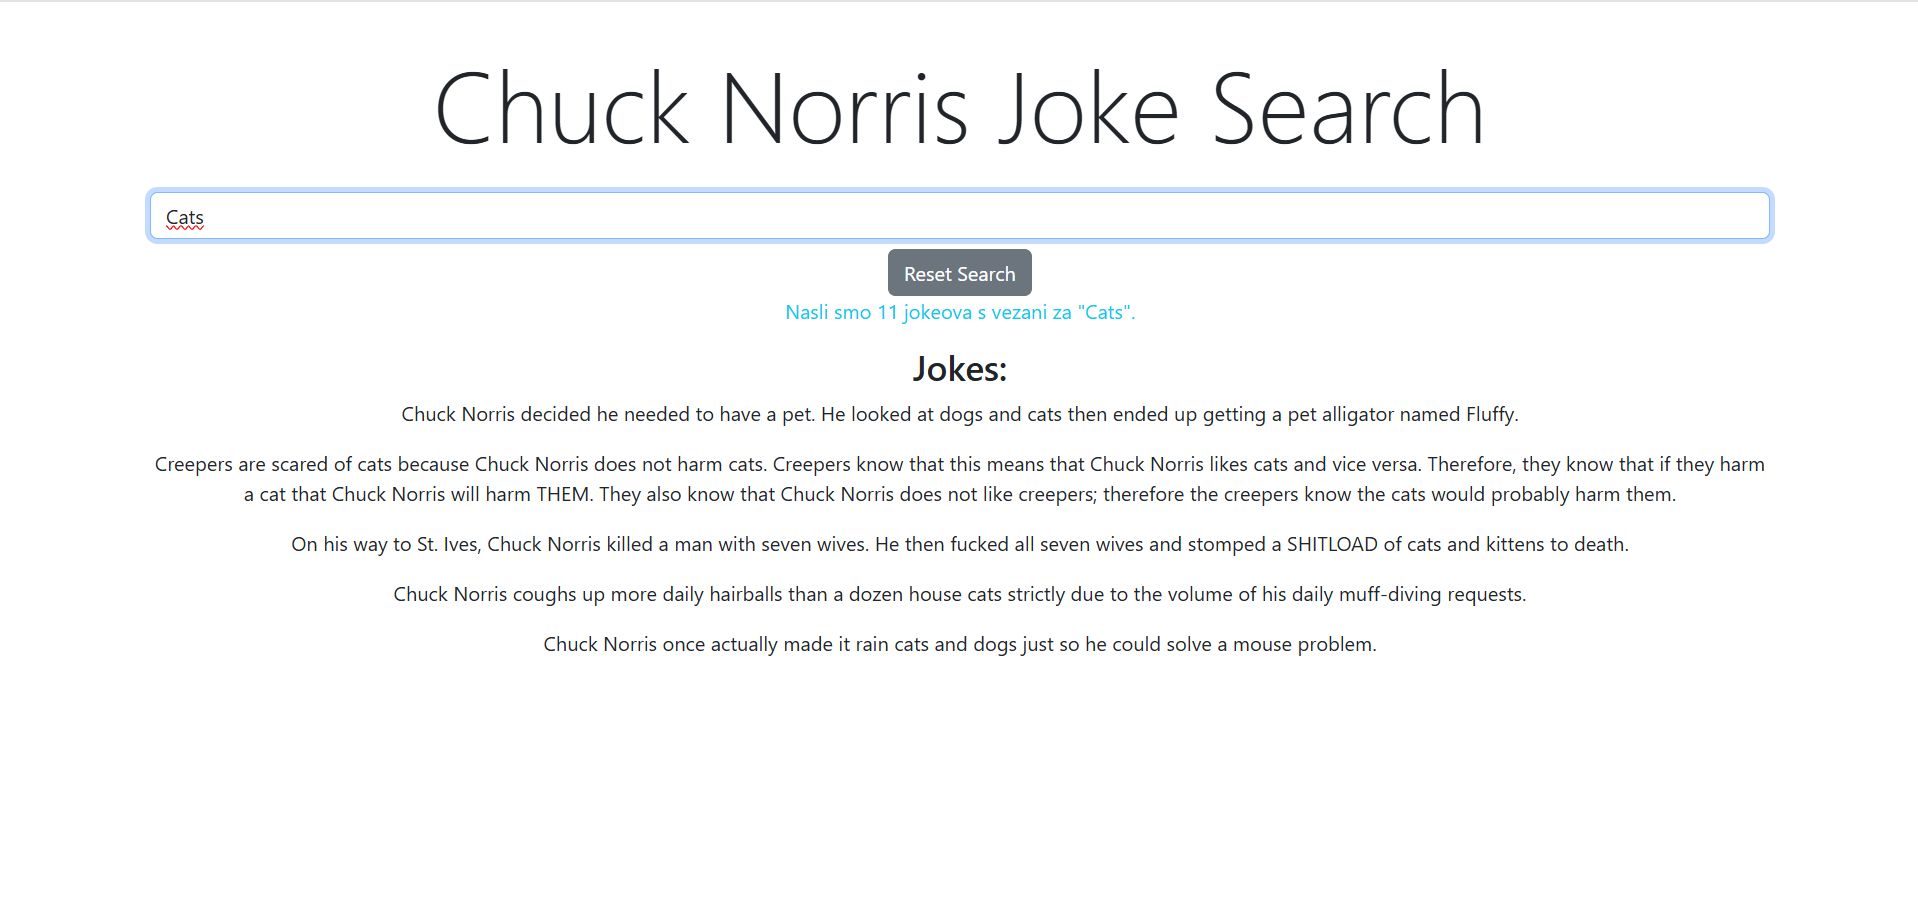 Chuck Norris Joke Search
Cats
Reset Search
Nasli smo 11 jokeova s vezani za "Cats".
Jokes:
Chuck Norris decided he needed to have a pet. He looked at dogs and cats then ended up getting a pet alligator named Fluffy.
Creepers are scared of cats because Chuck Norris does not harm cats. Creepers know that this means that Chuck Norris likes cats and vice versa. Therefore, they know that if they harm
a cat that Chuck Norris will harm THEM. They also know that Chuck Norris does not like creepers; therefore the creepers know the cats would probably harm them.
On his way to St. Ives, Chuck Norris killed a man with seven wives. He then fucked all seven wives and stomped a SHITLOAD of cats and kittens to death.
Chuck Norris coughs up more daily hairballs than a dozen house cats strictly due to the volume of his daily muff-diving requests.
Chuck Norris once actually made it rain cats and dogs just so he could solve a mouse problem.